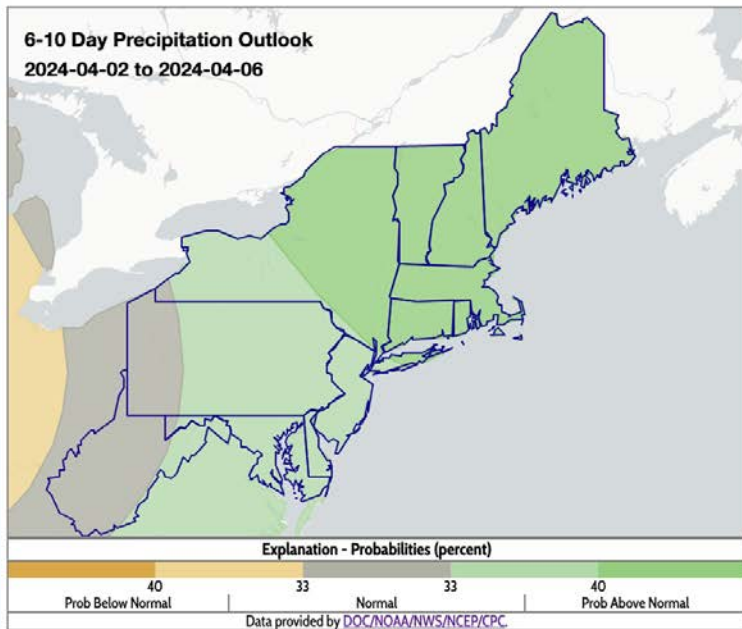 6-10 Day Precipitation Outlook
2024-04-02 to 2024-04-06
Explanation - Probabilities (percent)
40 33 33 40
Prob Below Normal Normal Prob Above Normal
Data provided by DOC/NOAA/NWS/NCEP/CPC.